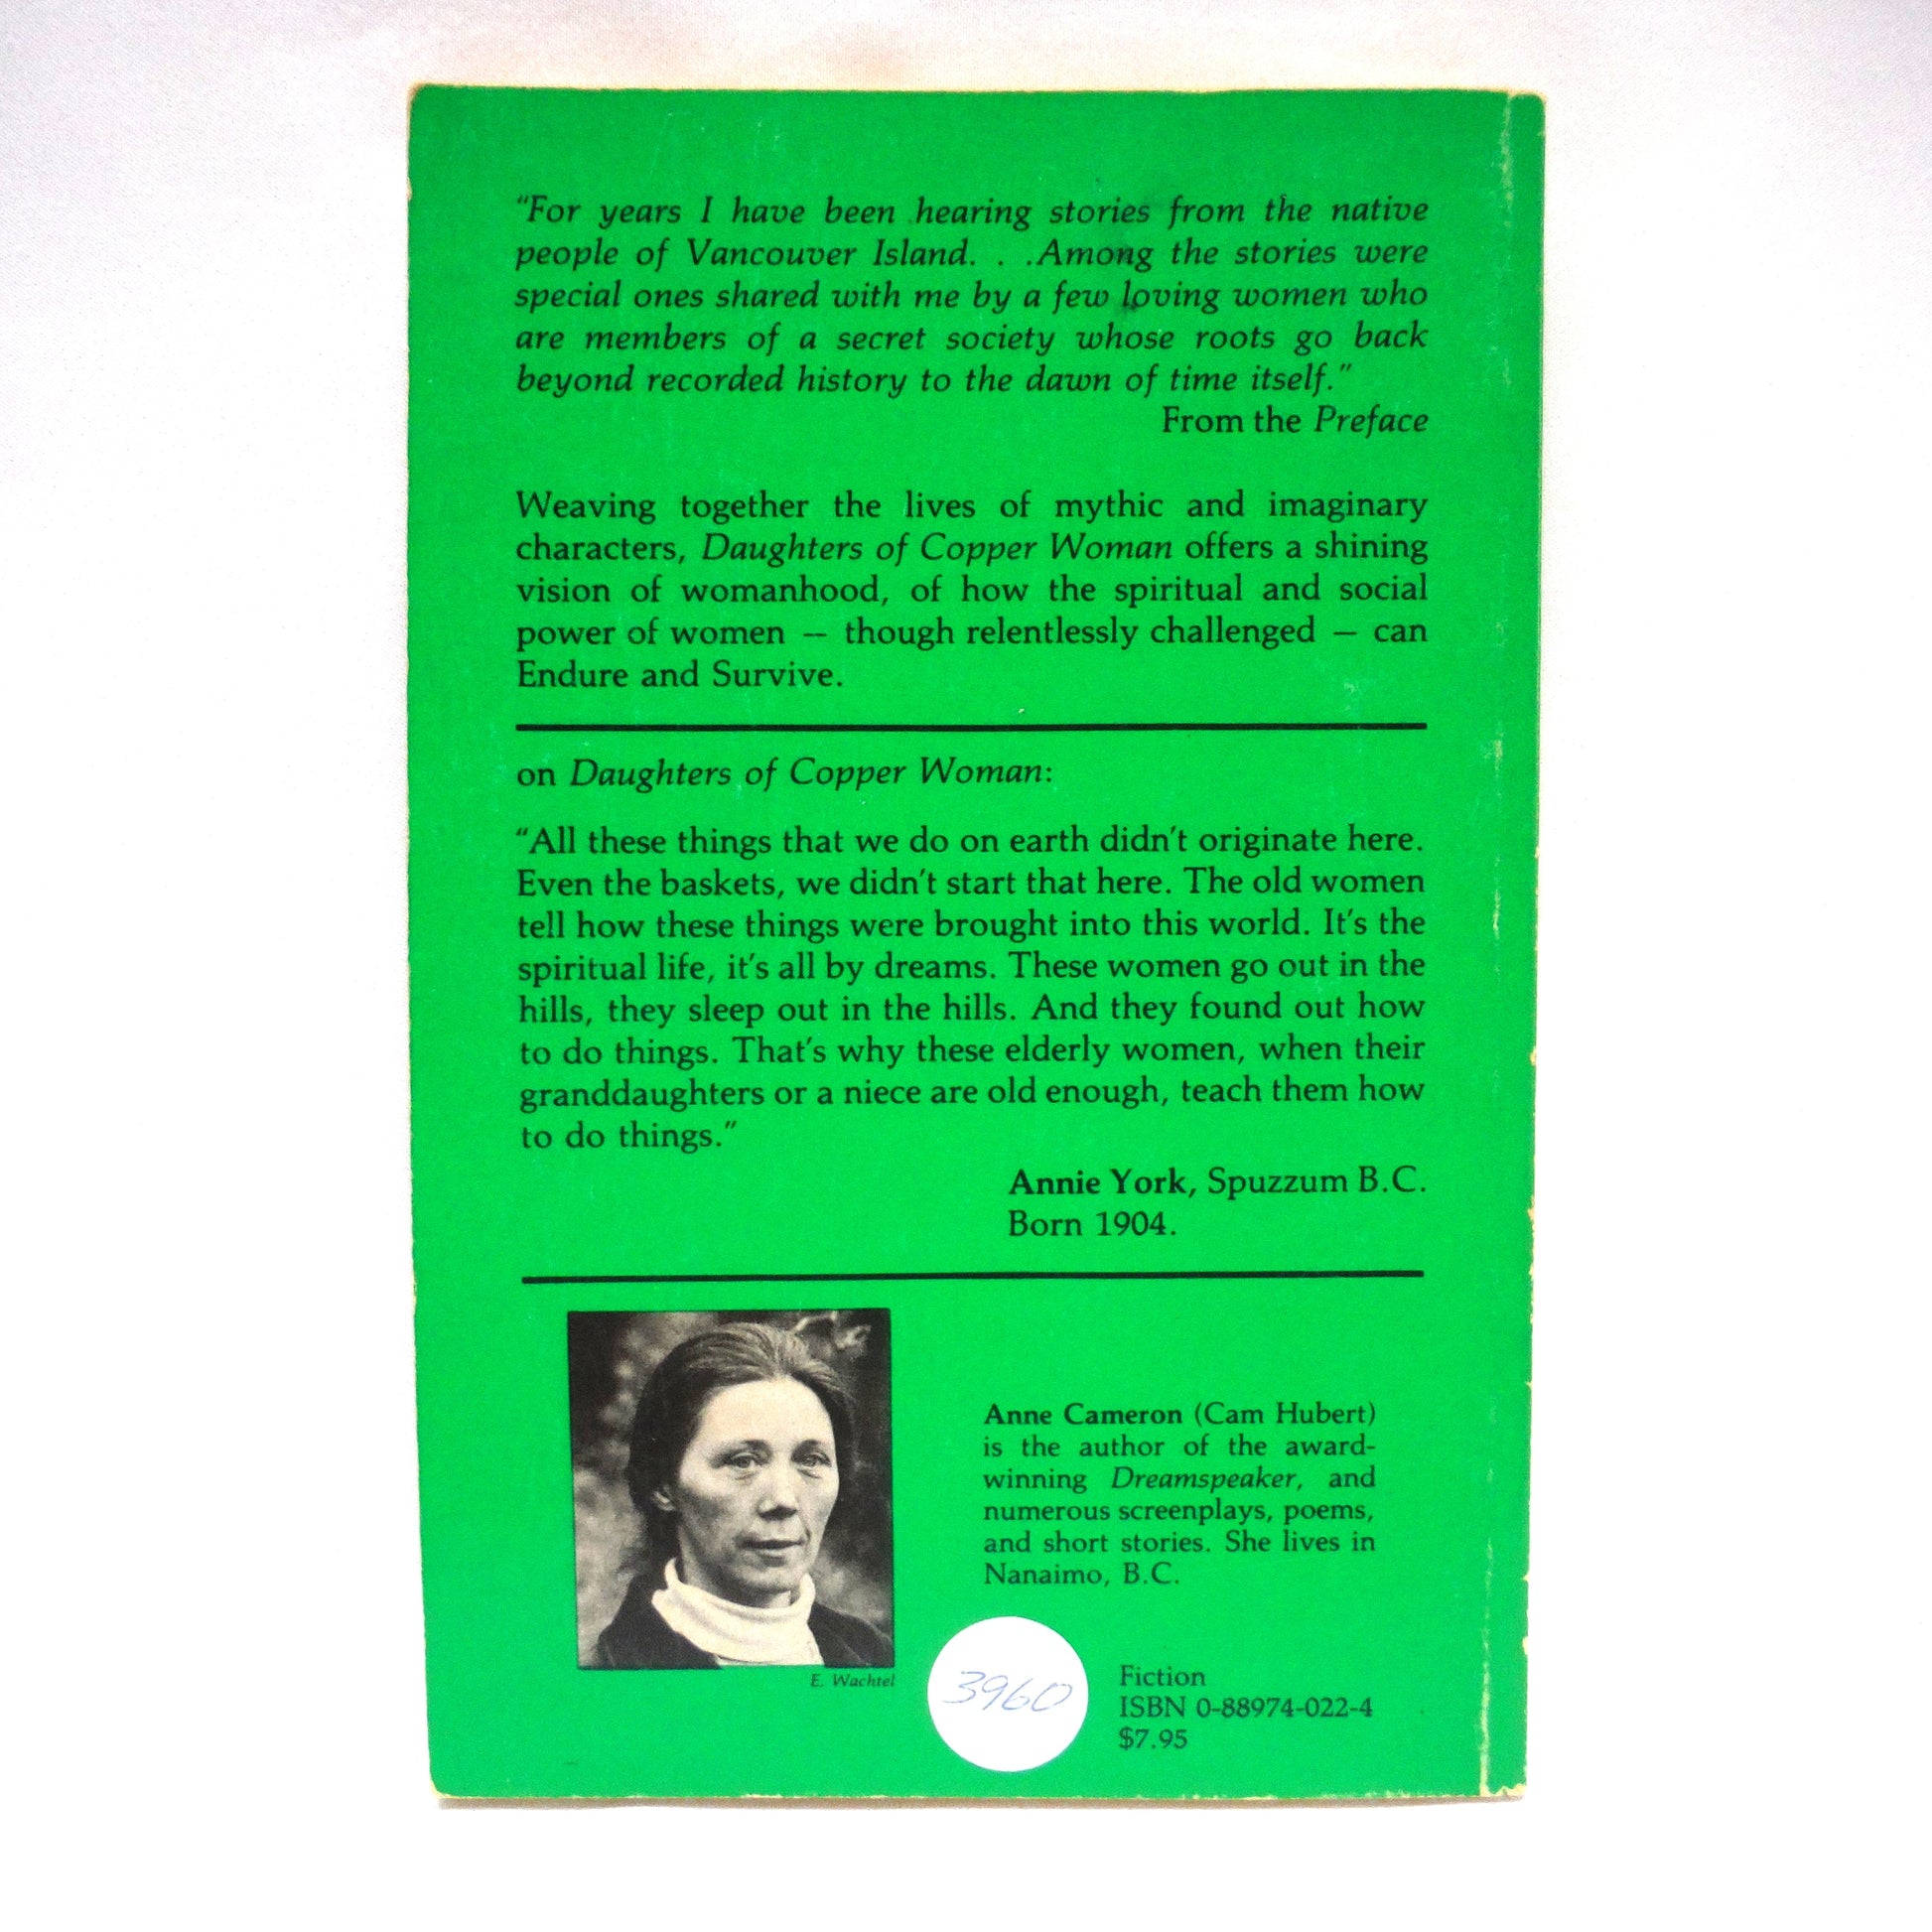 “For years I have been hearing stories from the native
people of Vancouver Island. . .Among the stories were
special ones shared with me by a few loving women who
are members of a secret society whose roots go back
beyond recorded history to the dawn of time itself.”
From the Preface
Weaving together the lives of mythic and imaginary
characters, Daughters of Copper Woman offers a shining
vision of womanhood, of how the spiritual and social
power of women — though relentlessly challenged — can
Endure and Survive.
on Daughters of Copper Woman:
“All these things that we do on earth didn’t originate here.
Even the baskets, we didn’t start that here. The old women
tell how these things were brought into this world. It’s the
spiritual life, it’s all by dreams. These women go out in the
hills, they sleep out in the hills. And they found out how
to do things. That’s why these elderly women, when their
granddaughters or a niece are old enough, teach them how
to do things.”
Annie York, Spuzzum B.C.
Born 1904.
E. Wachtel
Anne Cameron (Cam Hubert)
is the author of the award-
winning Dreamspeaker, and
numerous screenplays, poems,
and short stories. She lives in
Nanaimo, B.C.
3960
Fiction
ISBN 0-88974-022-4
$7.95